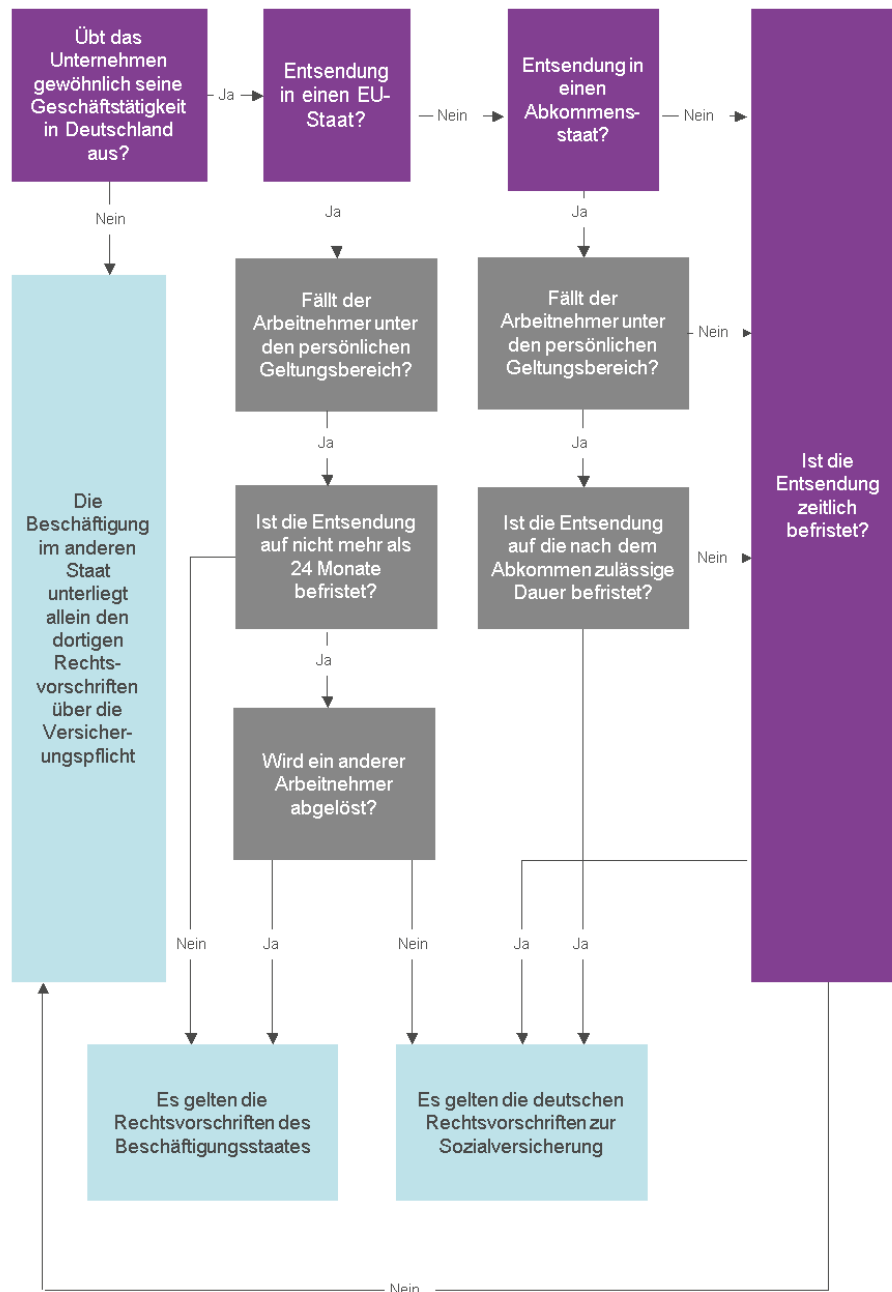 Übt das
Unternehmen
gewöhnlich seine
Geschäftstätigkeit
in Deutschland
aus?
Ja
Entsendung
in einen EU-
Staat?
Nein
Entsendung in
einen
Abkommens-
staat?
Nein
Nein
Ja
Ja
Fällt der
Arbeitnehmer unter
den persönlichen
Geltungsbereich?
Fällt der
Arbeitnehmer unter
den persönlichen
Geltungsbereich?
Nein
Ja
Ja
Ist die
Entsendung
zeitlich
befristet?
Die
Beschäftigung
im anderen
Staat
unterliegt
allein den
dortigen
Rechts-
vorschriften
über die
Versicher-
ungspflicht
Ist die Entsendung
auf nicht mehr als
24 Monate
befristet?
Ist die Entsendung
auf die nach dem
Abkommen zulässige
Dauer befristet?
Nein
Ja
Wird ein anderer
Arbeitnehmer
abgelöst?
Nein
Ja
Nein
Ja
Ja
Es gelten die
Rechtsvorschriften des
Beschäftigungsstaates
Es gelten die deutschen
Rechtsvorschriften zur
Sozialversicherung
Nein